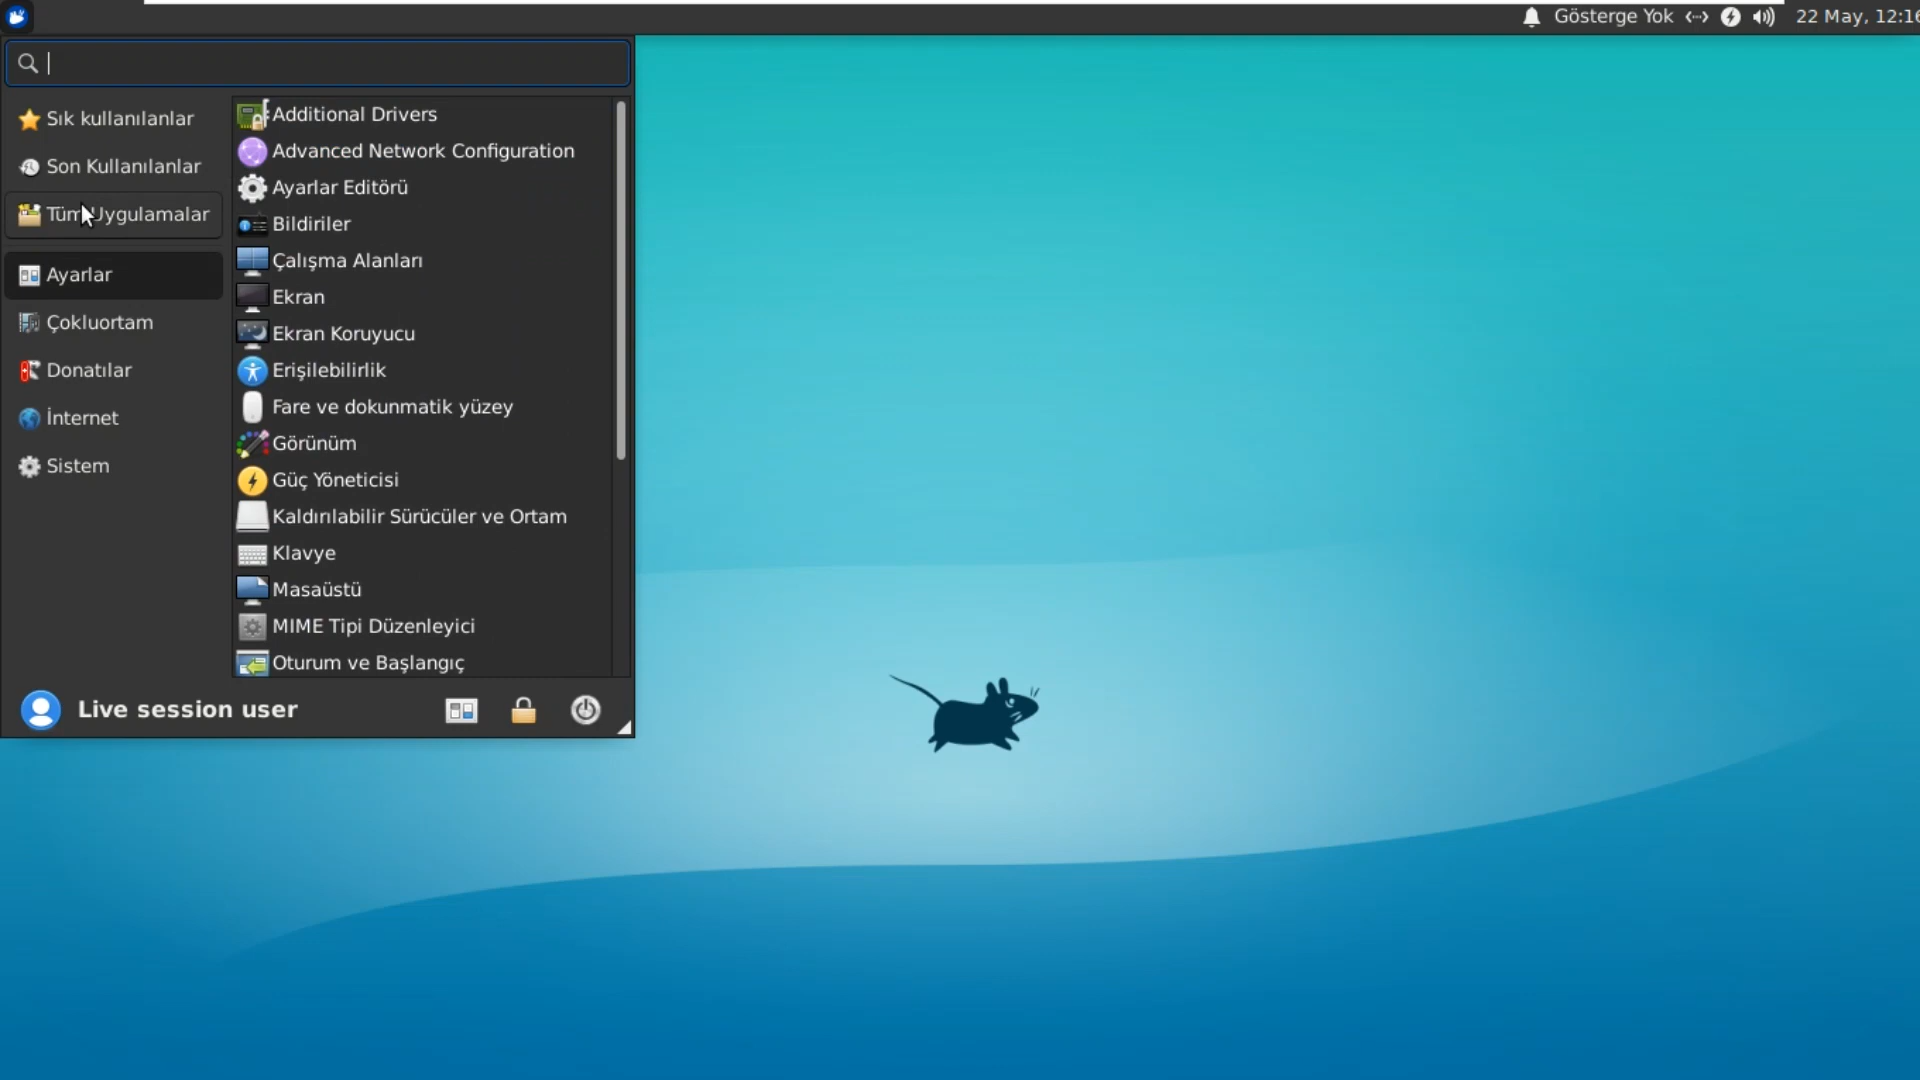 Gösterge Yok
22 May, 12:16
Sık kullanılanlar
Son Kullanılanlar
Tüm Uygulamalar
Ayarlar
Çokluortam
Donatılar
İnternet
Sistem
Additional Drivers
Advanced Network Configuration
Ayarlar Editörü
Bildiriler
Çalışma Alanları
Ekran
Ekran Koruyucu
Erişilebilirlik
Fare ve dokunmatik yüzey
Görünüm
Güç Yöneticisi
Kaldırılabilir Sürücüler ve Ortam
Klavye
Masaüstü
MIME Tipi Düzenleyici
Oturum ve Başlangıç
Live session user